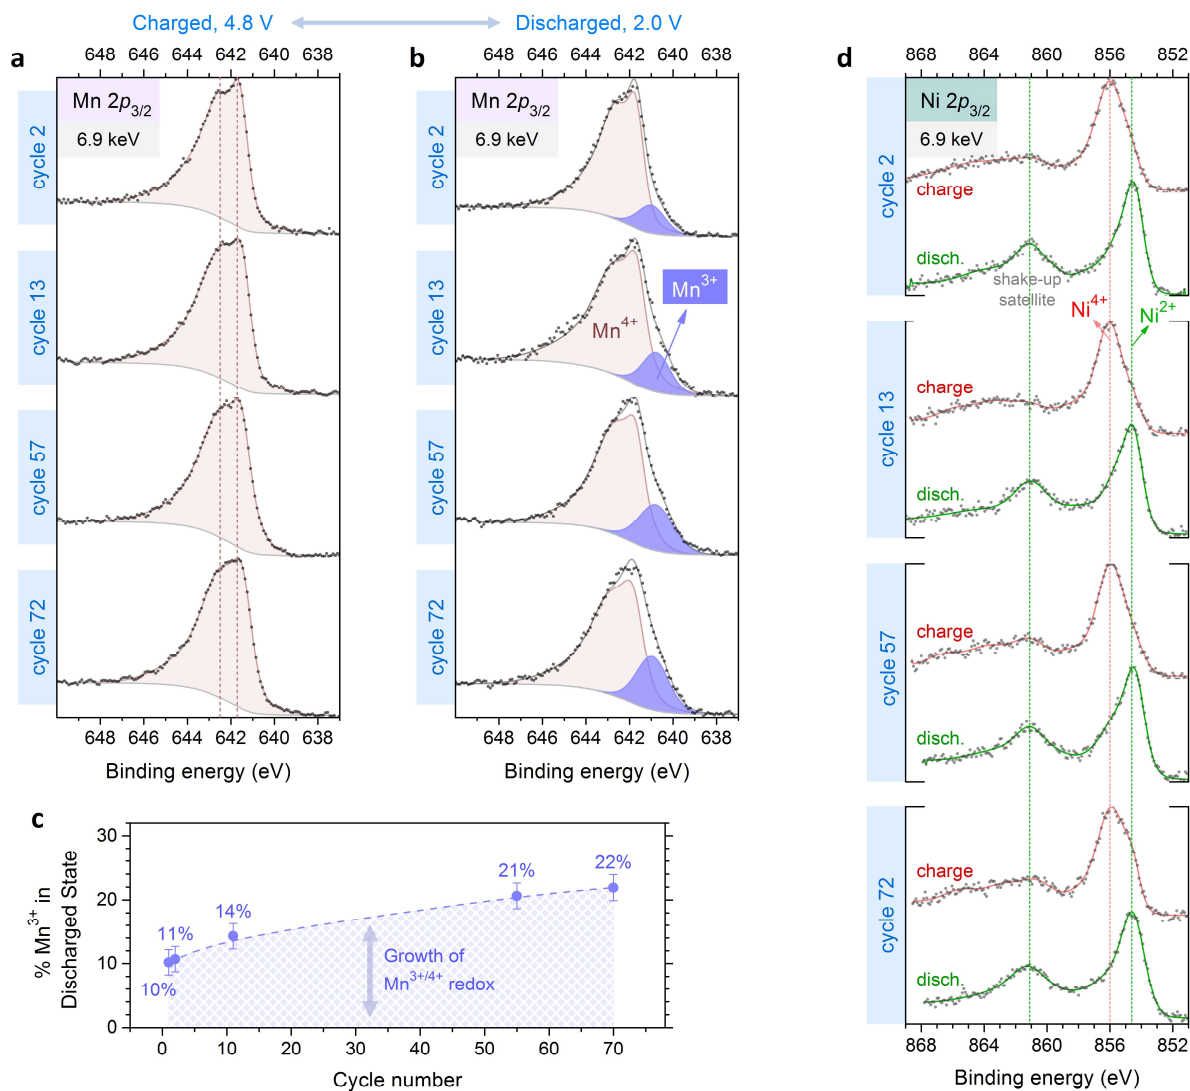 Charged, 4.8 V
Discharged, 2.0 V
a
648 646 644 642 640 638
Mn 2p3/2
6.9 keV
cycle 2
cycle 13
cycle 57
cycle 72
648 646 644 642 640 638
Binding energy (eV)
b
648 646 644 642 640 638
Mn 2p3/2
6.9 keV
cycle 2
cycle 13
Mn3+
Mn4+
cycle 57
cycle 72
648 646 644 642 640 638
Binding energy (eV)
c
% Mn3+ in
Discharged State
30
20
10
0
10%
11%
14%
21%
22%
Growth of
Mn3+/4+ redox
0 10 20 30 40 50 60 70
Cycle number
d
868 864 860 856 852
Ni 2p3/2
6.9 keV
cycle 2
charge
disch.
shake-up
satellite
Ni4+
Ni2+
cycle 13
charge
disch.
cycle 57
charge
disch.
cycle 72
charge
disch.
868 864 860 856 852
Binding energy (eV)